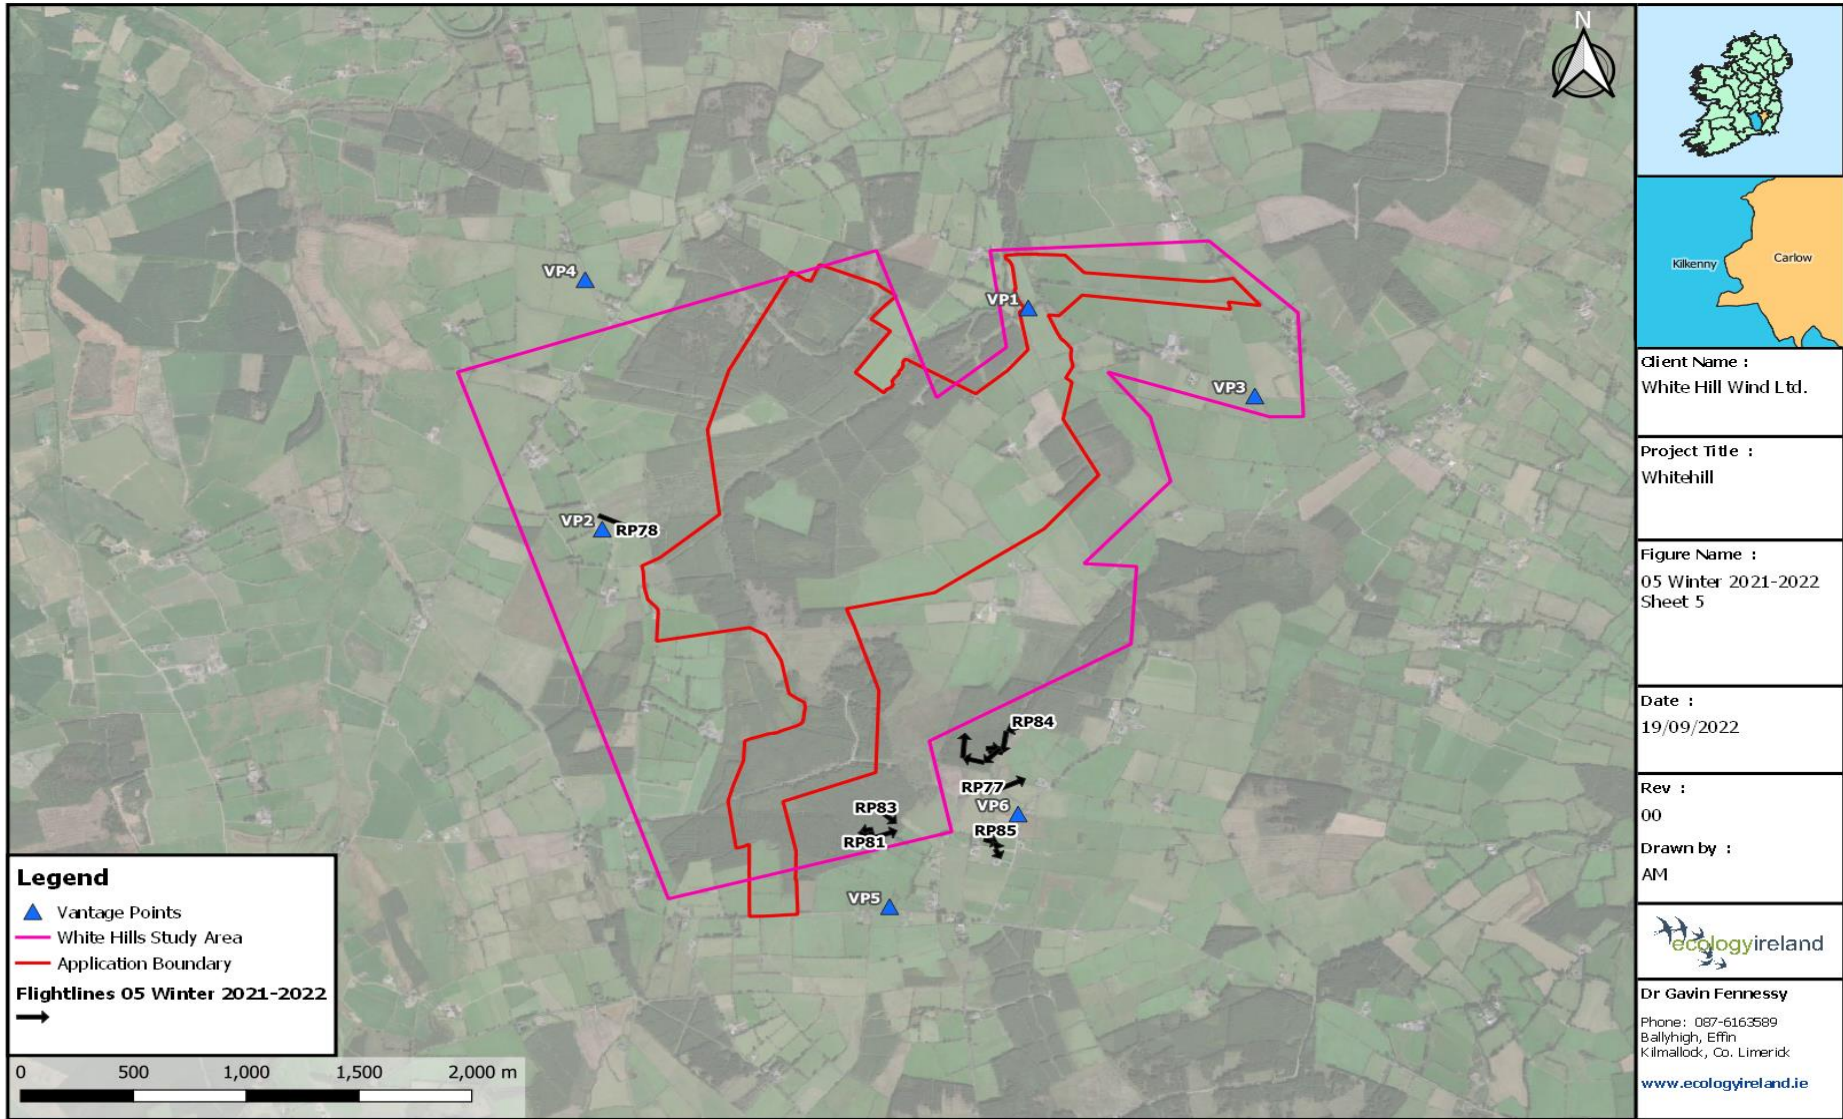 N
VP4
VP1
VP3
VP2
RP78
RP84
RP77
VP6
RP83
RP81
RP85
VP5
Legend
Vantage Points
White Hills Study Area
Application Boundary
Flightlines 05 Winter 2021-2022
0 500 1,000 1,500 2,000 m
Kilkenny
Carlow
Client Name :
White Hill Wind Ltd.
Project Title :
Whitehill
Figure Name :
05 Winter 2021-2022
Sheet 5
Date :
19/09/2022
Rev :
00
Drawn by :
AM
ecologyireland
Dr Gavin Fennessy
Phone: 087-6163589
Ballyhigh, Effin
Kilmallock, Co. Limerick
www.ecologyireland.ie